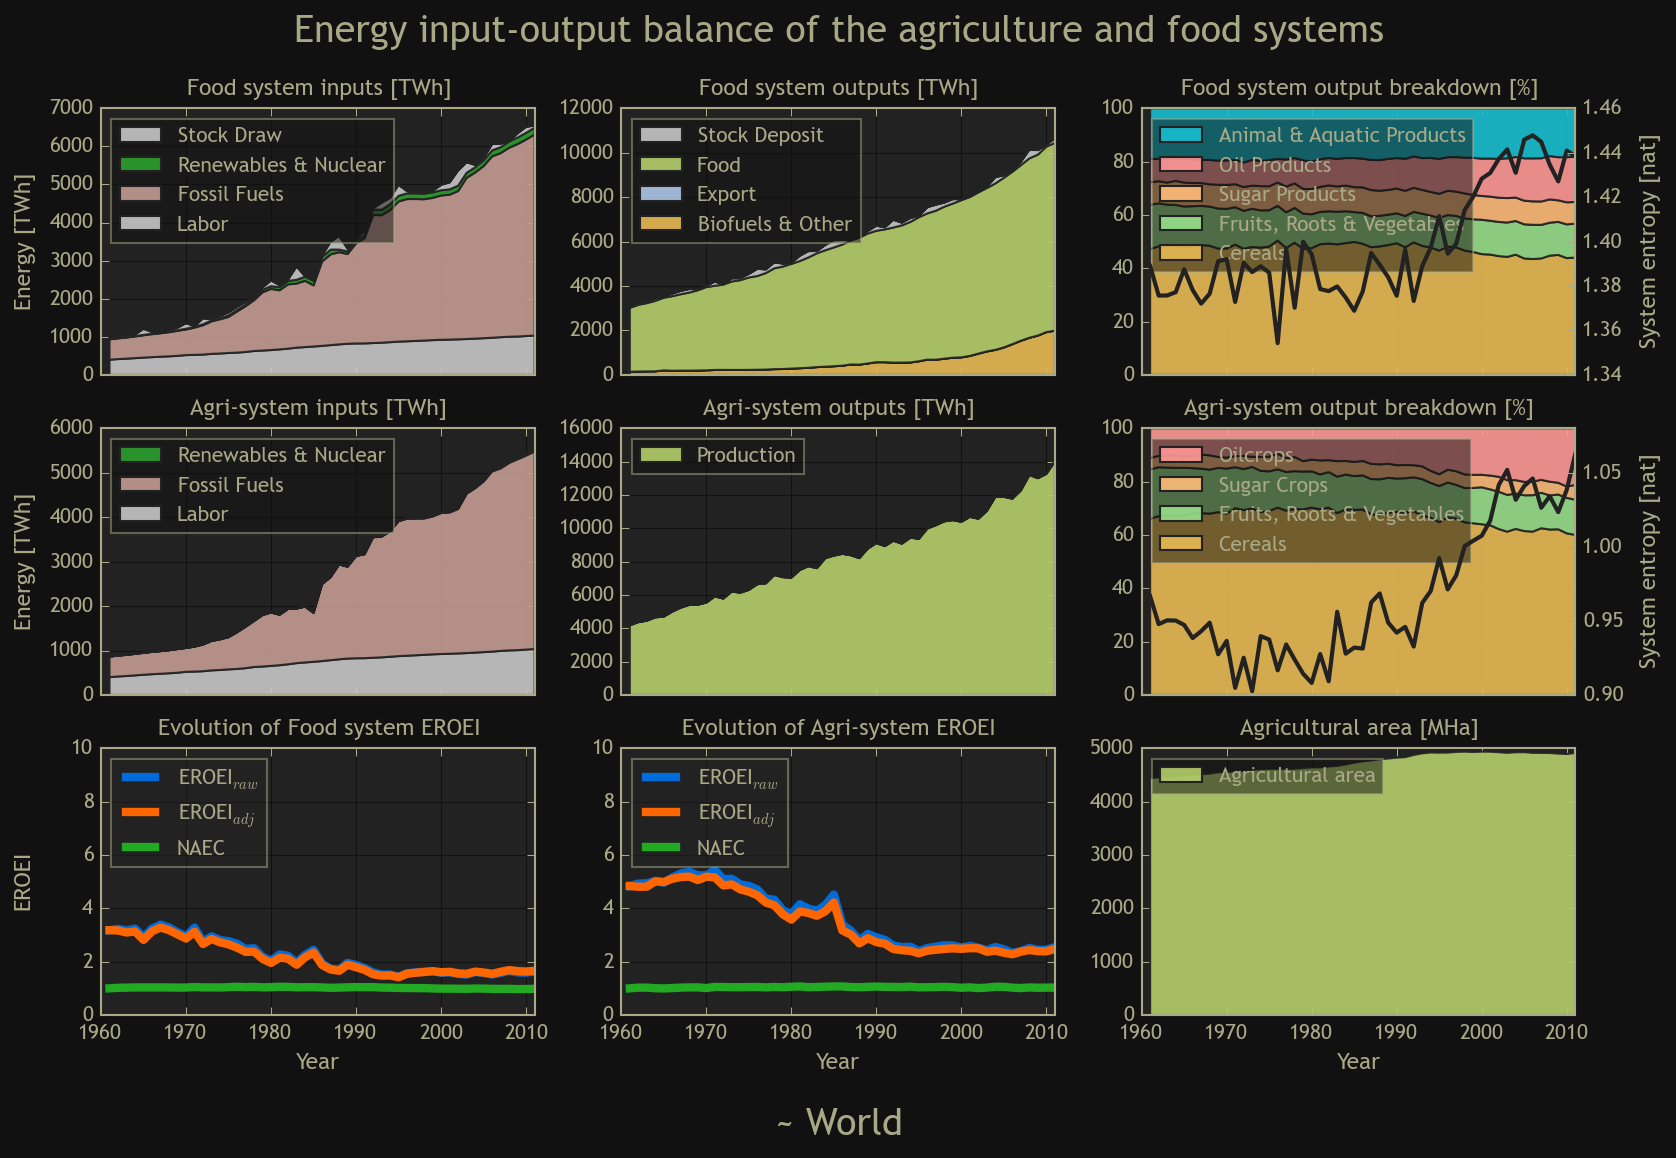 Energy input-output balance of the agriculture and food systems
Food system inputs [TWh]
Energy [TWh]
7000
6000
5000
4000
3000
2000
1000
0
Stock Draw
Renewables & Nuclear
Fossil Fuels
Labor
Food system outputs [TWh]
12000
10000
8000
6000
4000
2000
0
Stock Deposit
Food
Export
Biofuels & Other
Food system output breakdown [%]
100
80
60
40
20
0
Animal & Aquatic Products
Oil Products
Sugar Products
Fruits, Roots & Vegetables
Cereals
1.46
1.44
1.42
1.40
1.38
1.36
1.34
System entropy [nat]
Agri-system inputs [TWh]
Energy [TWh]
6000
5000
4000
3000
2000
1000
0
Renewables & Nuclear
Fossil Fuels
Labor
Agri-system outputs [TWh]
16000
14000
12000
10000
8000
6000
4000
2000
0
Production
Agri-system output breakdown [%]
100
80
60
40
20
0
Oilcrops
Sugar Crops
Fruits, Roots & Vegetables
Cereals
1.05
1.00
0.95
0.90
System entropy [nat]
Evolution of Food system EROEI
EROEI
10
8
6
4
2
0
EROEIraw
EROEIadj
NAEC
1960 1970 1980 1990 2000 2010
Year
Evolution of Agri-system EROEI
10
8
6
4
2
0
EROEIraw
EROEIadj
NAEC
1960 1970 1980 1990 2000 2010
Year
Agricultural area [MHa]
5000
4000
3000
2000
1000
0
Agricultural area
1960 1970 1980 1990 2000 2010
Year
~ World